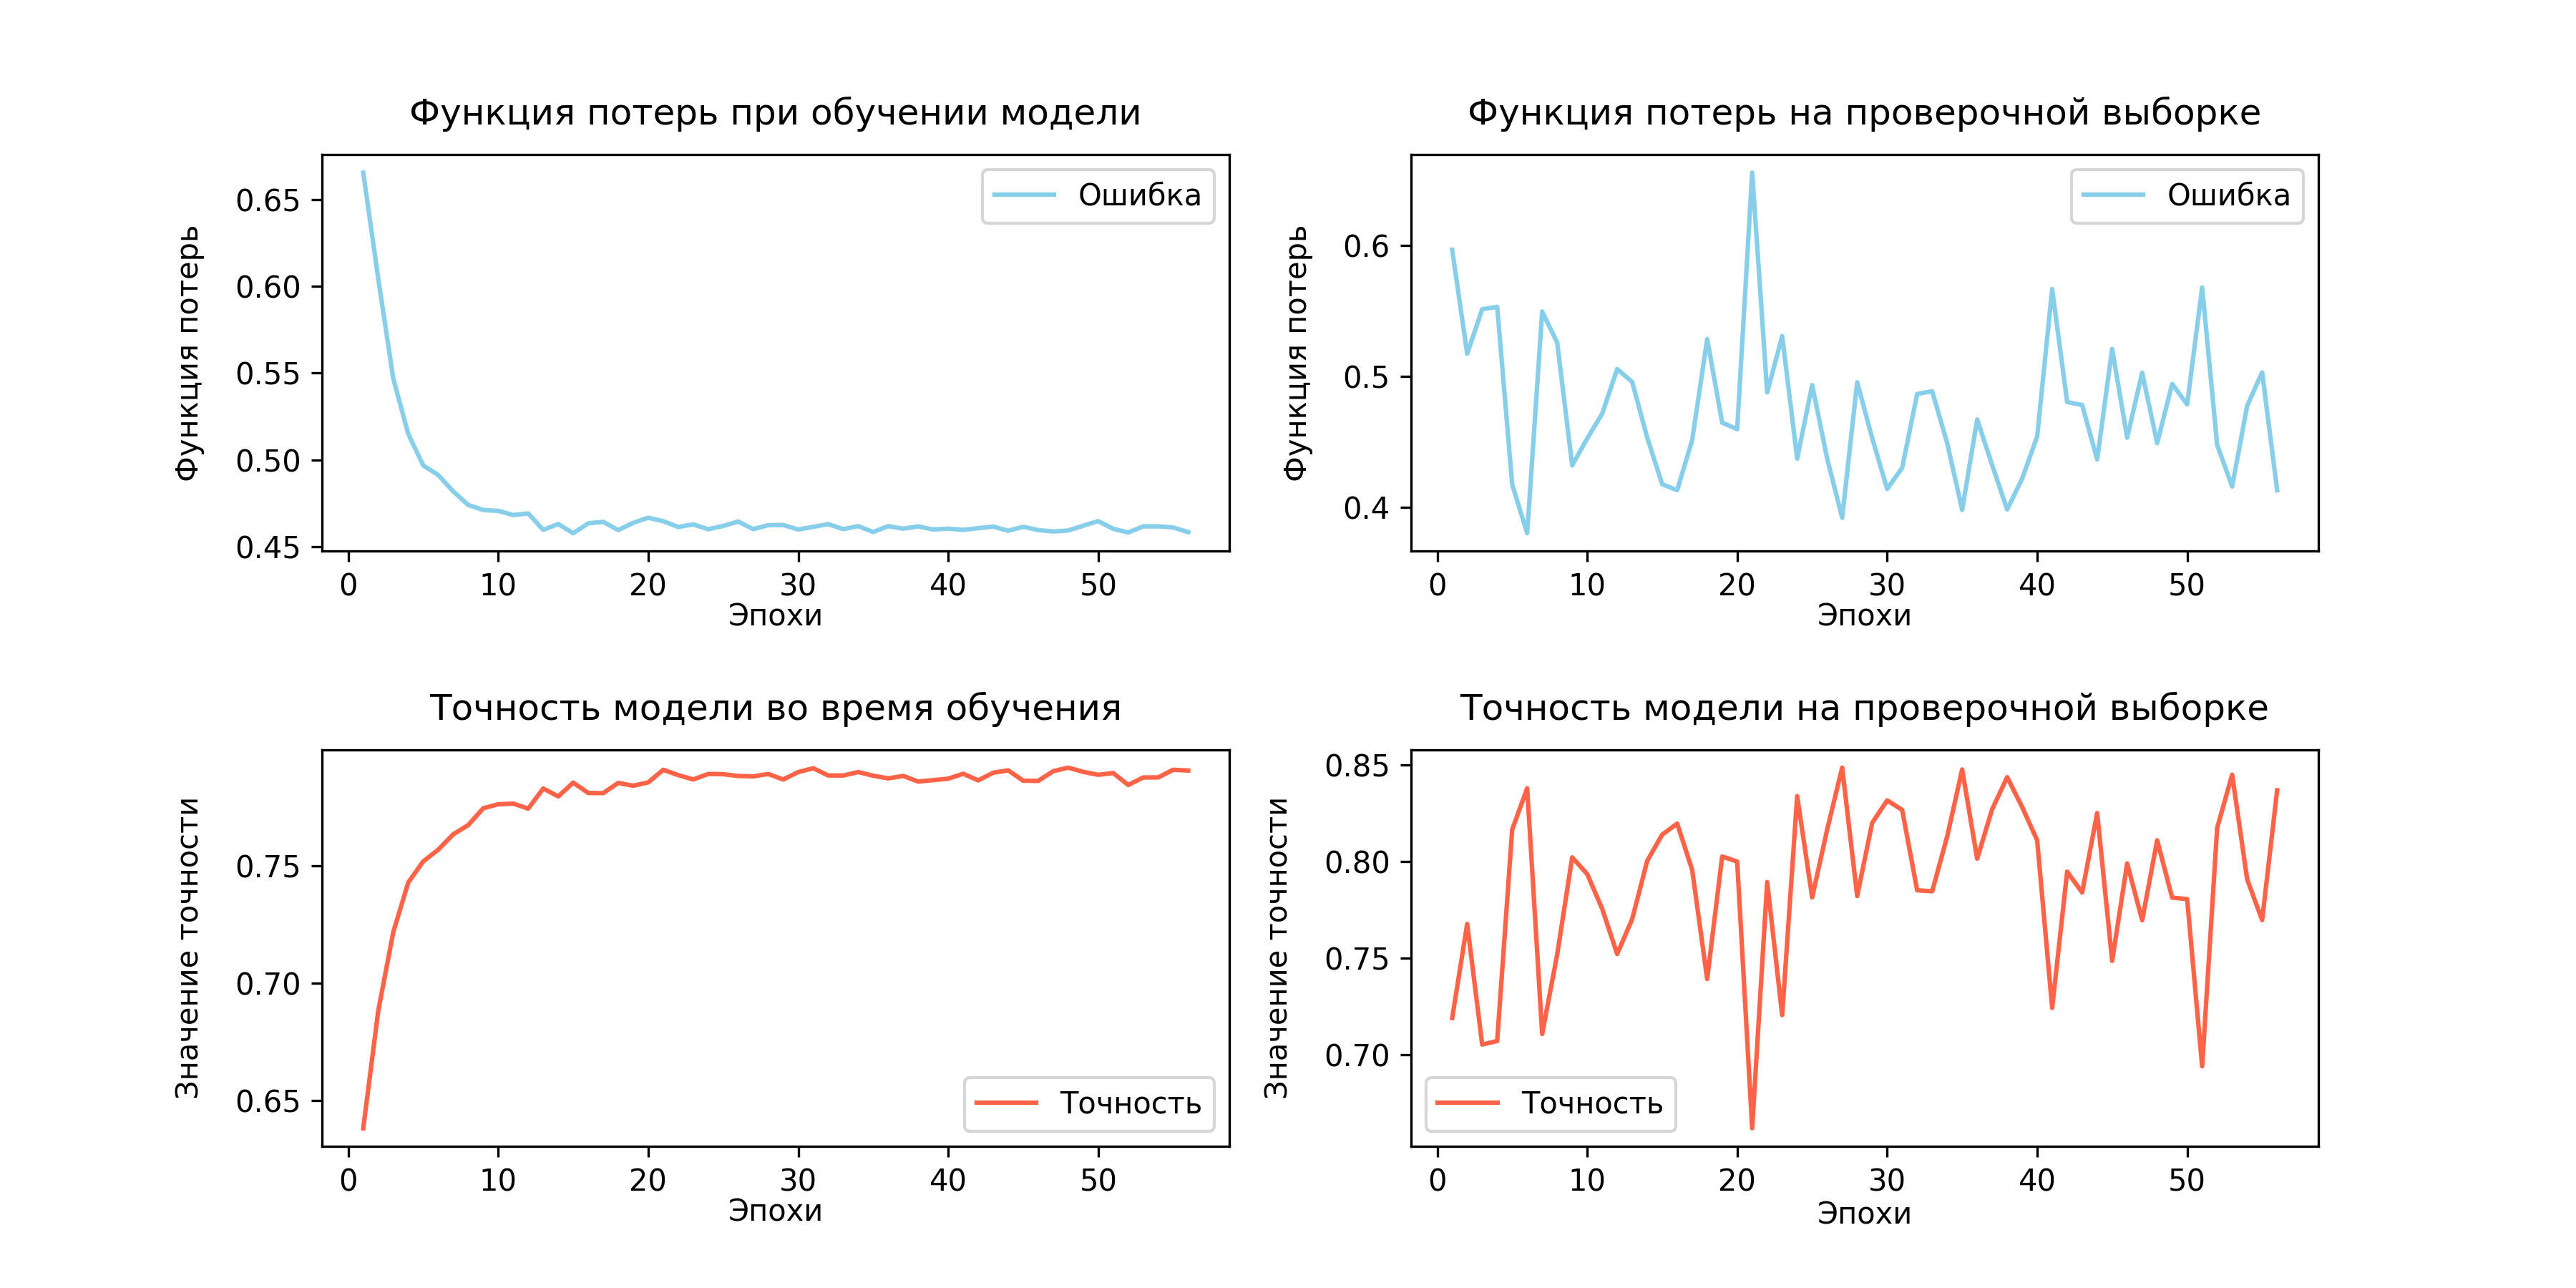 Функция потерь при обучении модели
Функция потерь
0.65
0.60
0.55
0.50
0.45
Ошибка
0 10 20 30 40 50
Эпохи
Функция потерь на проверочной выборке
Функция потерь
0.6
0.5
0.4
Ошибка
0 10 20 30 40 50
Эпохи
Точность модели во время обучения
Значение точности
0.75
0.70
0.65
Точность
0 10 20 30 40 50
Эпохи
Точность модели на проверочной выборке
Значение точности
0.85
0.80
0.75
0.70
Точность
0 10 20 30 40 50
Эпохи